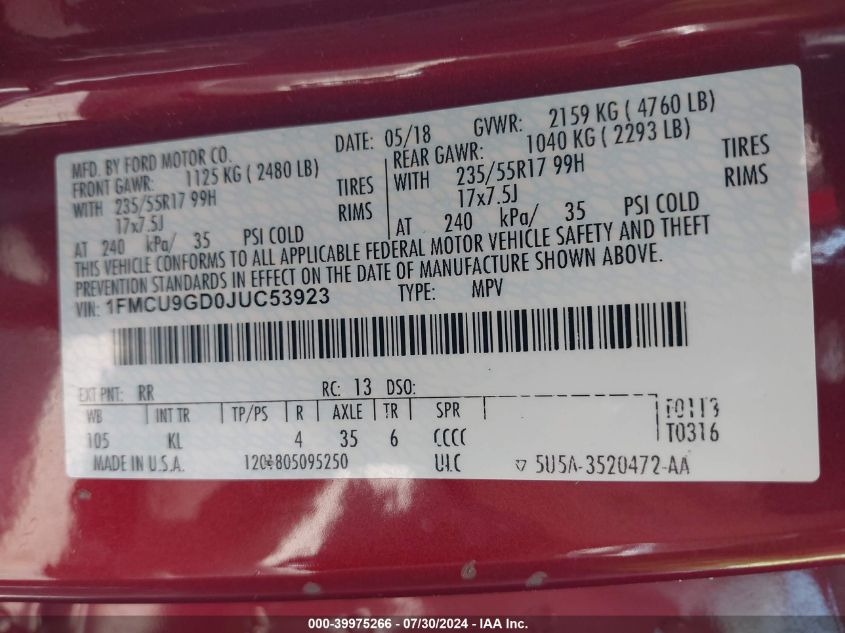 MFD. BY FORD MOTOR CO. DATE: 05/18 GVWR: 2159 KG ( 4760 LB)
FRONT GAWR: 1125 KG ( 2480 LB) REAR GAWR: 1040 KG ( 2293 LB)
WITH 235/55R17 99H TIRES WITH 235/55R17 99H TIRES
17x7.5J RIMS 17x7.5J RIMS
AT 240 kPa/ 35 PSI COLD AT 240 kPa/ 35 PSI COLD
THIS VEHICLE CONFORMS TO ALL APPLICABLE FEDERAL MOTOR VEHICLE SAFETY AND THEFT
PREVENTION STANDARDS IN EFFECT ON THE DATE OF MANUFACTURE SHOWN ABOVE.
VIN: 1FMCU9GD0JUC53923 TYPE: MPV
EXT PNT: RR RC: 13 DSO:
WB INT TR TP/PS R AXLE TR SPR
105 KL 4 35 6 CCCC T0316
MADE IN U.S.A. ULC 5U5A-3520472-AA
000-39975266 - 07/30/2024 - IAA Inc.